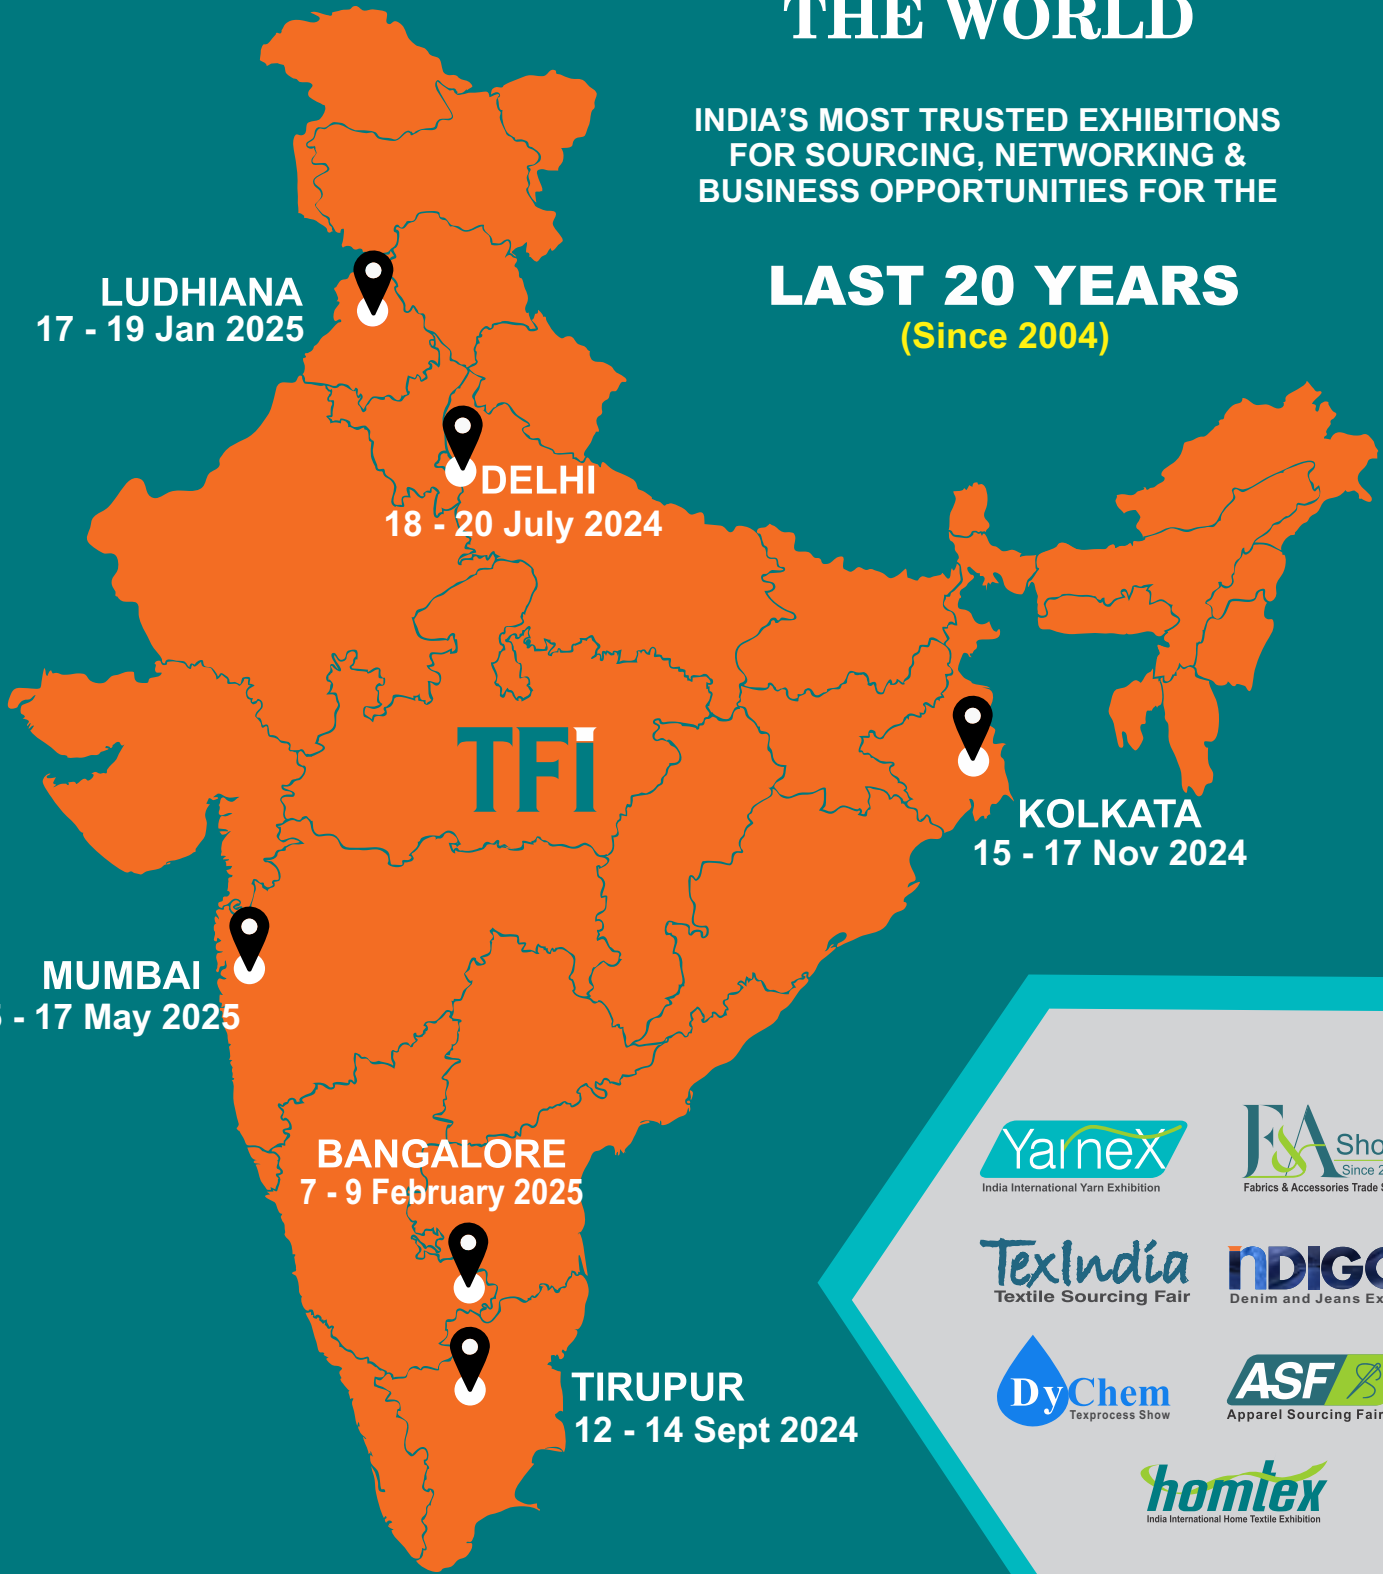 THE WORLD
INDIA'S MOST TRUSTED EXHIBITIONS
FOR SOURCING, NETWORKING &
BUSINESS OPPORTUNITIES FOR THE
LAST 20 YEARS
(Since 2004)
LUDHIANA
17 - 19 Jan 2025
DELHI
18 - 20 July 2024
TFi
KOLKATA
15 - 17 Nov 2024
MUMBAI
- 17 May 2025
BANGALORE
7 - 9 February 2025
TIRUPUR
12 - 14 Sept 2024
YarneX
India International Yarn Exhibition
F&A
Since
Fabrics & Accessories Trade
TexIndia
Textile Sourcing Fair
Denim and Jeans
DyChem
Texprocess Show
ASF
Apparel Sourcing Fair
homtex
India International Home Textile Exhibition